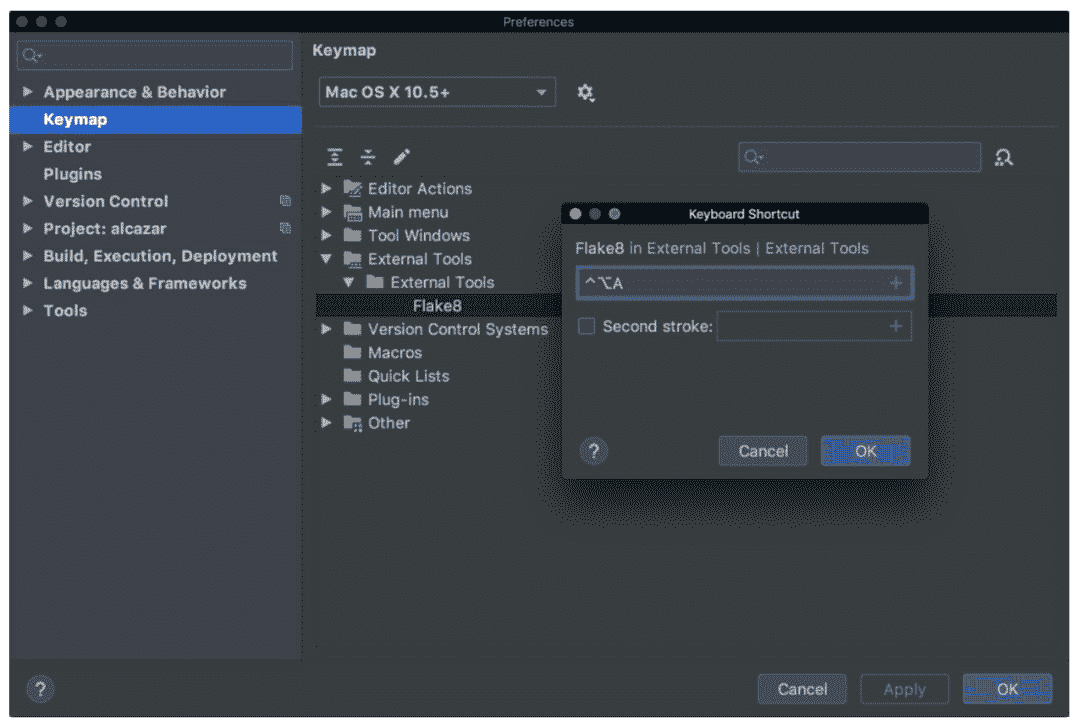 Preferences
Appearance & Behavior
Keymap
Editor
Plugins
Version Control
Project: alcazar
Build, Execution, Deployment
Languages & Frameworks
Tools
Keymap
Mac OS X 10.5+
Editor Actions
Main menu
Tool Windows
External Tools
External Tools
Flake8
Version Control Systems
Macros
Quick Lists
Plug-ins
Other
Keyboard Shortcut
Flake8 in External Tools | External Tools
^⌥A
Second stroke:
? Cancel OK
? Cancel Apply OK